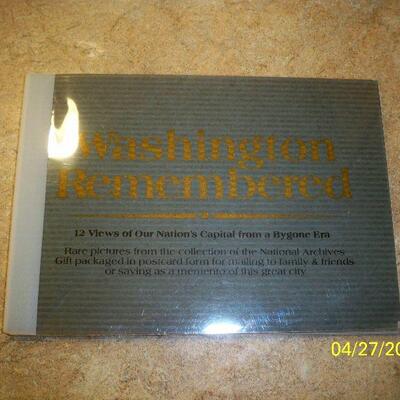 Washington
Remembered
12 Views of Our Nation's Capital from a Bygone Era
Rare pictures from the collection of the National Archives
Gift packaged in postcard form for mailing to family & friends
or saving as a memento of this great city
04/27/20